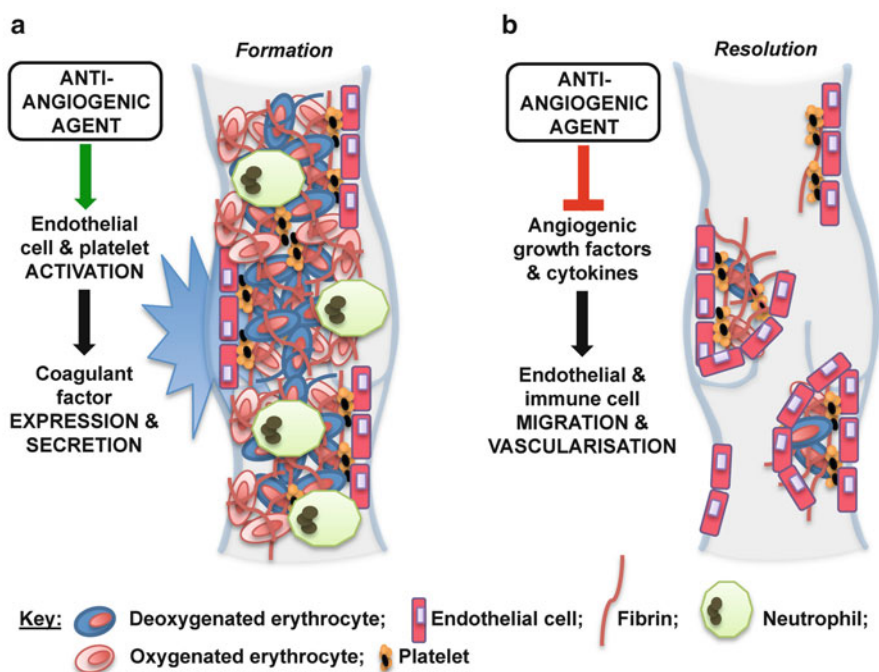 a
Formation
ANTI-
ANGIOGENIC
AGENT
Endothelial
cell & platelet
ACTIVATION
Coagulant
factor
EXPRESSION &
SECRETION
b
Resolution
ANTI-
ANGIOGENIC
AGENT
Angiogenic
growth factors
& cytokines
Endothelial &
immune cell
MIGRATION &
VASCULARISATION
Key: Deoxygenated erythrocyte; Endothelial cell; Fibrin; Neutrophil;
Oxygenated erythrocyte; Platelet